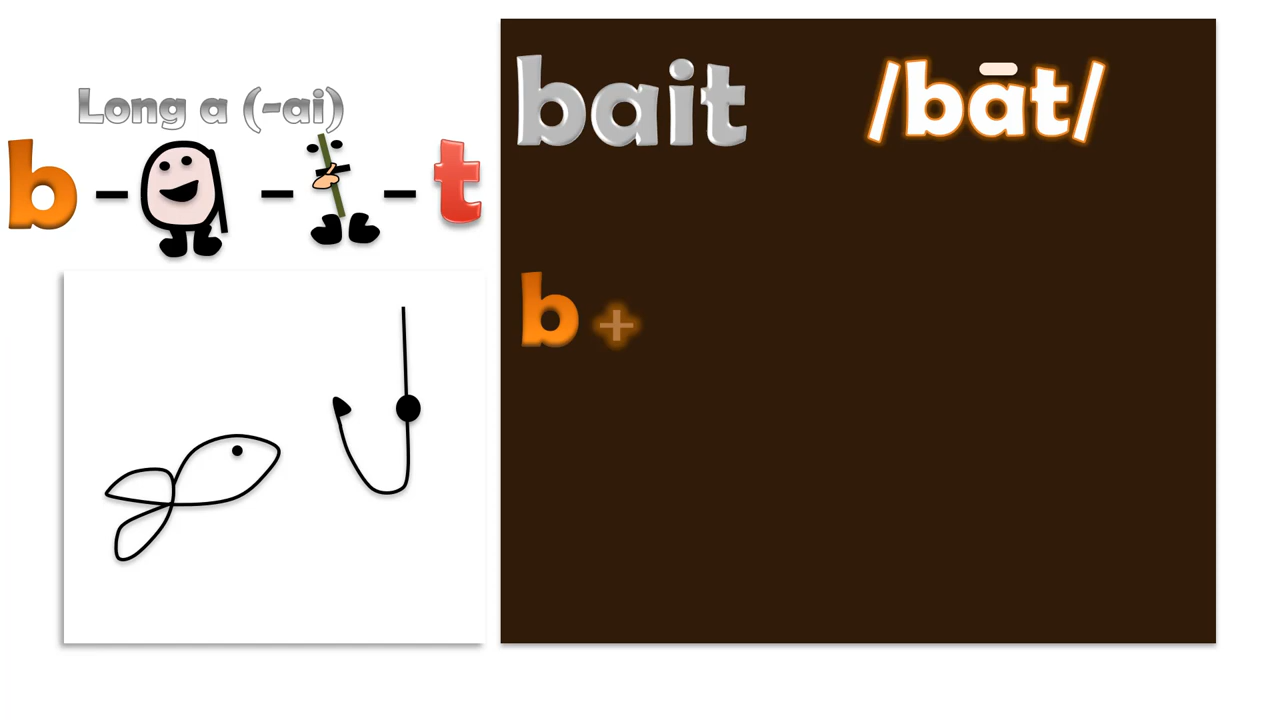 Long a (-ai)
b - a - i - t
bait /bāt/
b +